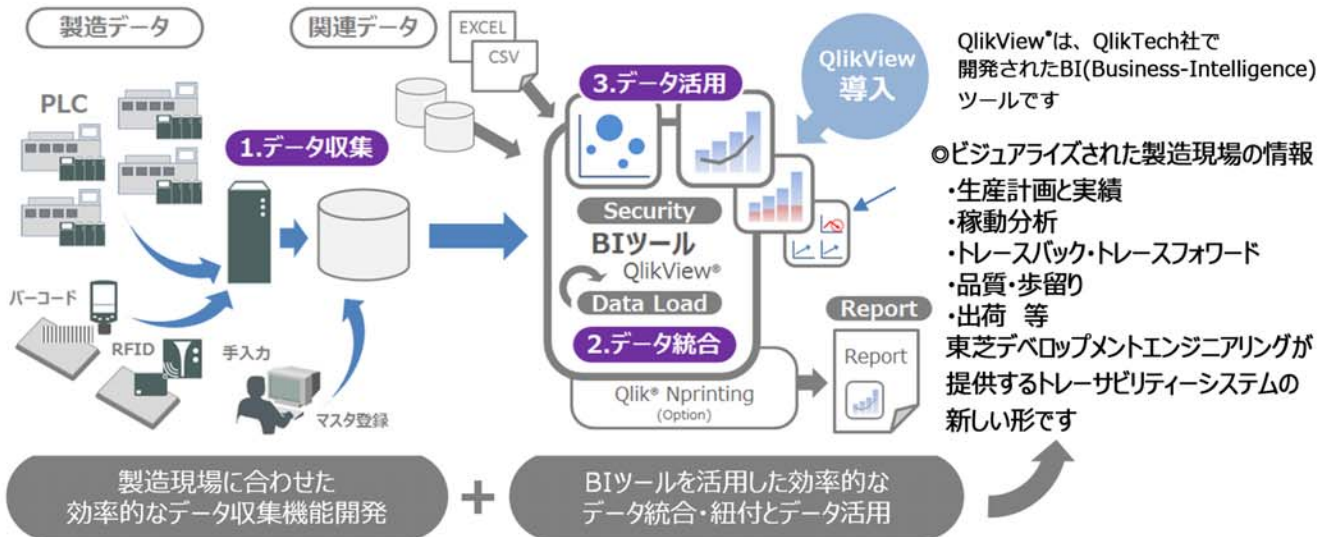 製造データ
関連データ
EXCEL
CSV
PLC
1.データ収集
バーコード
RFID
手入力
マスタ登録
3.データ活用
Security
BIツール
QlikView®
Data Load
2.データ統合
Qlik® Nprinting
(Option)
Report
Report
QlikView
導入
QlikView®は、QlikTech社で
開発されたBI(Business-Intelligence)
ツールです
◎ビジュアライズされた製造現場の情報
・生産計画と実績
・稼動分析
・トレースバック・トレースフォワード
・品質・歩留り
・出荷 等
東芝デベロップメントエンジニアリングが
提供するトレーサビリティーシステムの
新しい形です
製造現場に合わせた
効率的なデータ収集機能開発
+
BIツールを活用した効率的な
データ統合・紐付とデータ活用